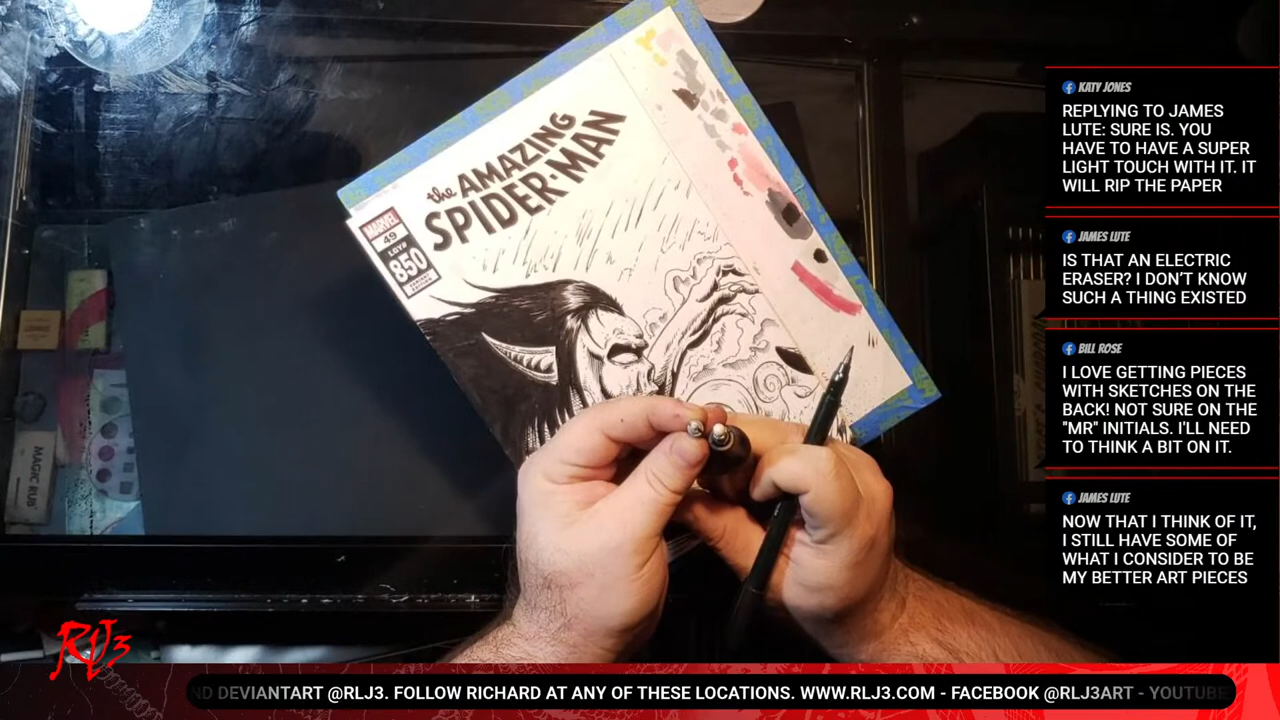 the AMAZING
SPIDER-MAN
MARVEL
49
LGY#
850
VARIANT
EDITION
MAGIC RUB
KATY JONES
REPLYING TO JAMES
LUTE: SURE IS. YOU
HAVE TO HAVE A SUPER
LIGHT TOUCH WITH IT. IT
WILL RIP THE PAPER
JAMES LUTE
IS THAT AN ELECTRIC
ERASER? I DON'T KNOW
SUCH A THING EXISTED
BILL ROSE
I LOVE GETTING PIECES
WITH SKETCHES ON THE
BACK! NOT SURE ON THE
"MR" INITIALS. I'LL NEED
TO THINK A BIT ON IT.
JAMES LUTE
NOW THAT I THINK OF IT,
I STILL HAVE SOME OF
WHAT I CONSIDER TO BE
MY BETTER ART PIECES
RLJ3
ND DEVIANTART @RLJ3. FOLLOW RICHARD AT ANY OF THESE LOCATIONS. WWW.RLJ3.COM - FACEBOOK @RLJ3ART - YOUTUBE